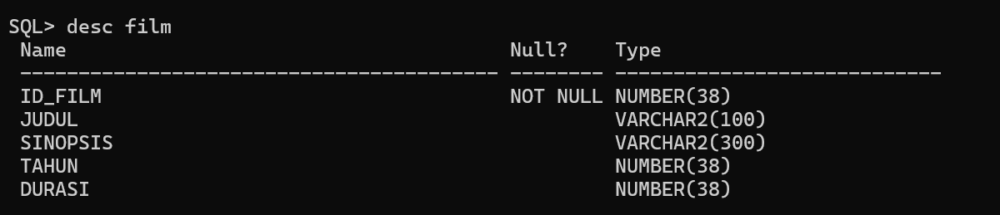 SQL> desc film
Name                                      Null?    Type
----------------------------------------- -------- ----------------------------
ID_FILM                                   NOT NULL NUMBER(38)
JUDUL                                              VARCHAR2(100)
SINOPSIS                                           VARCHAR2(300)
TAHUN                                              NUMBER(38)
DURASI                                             NUMBER(38)